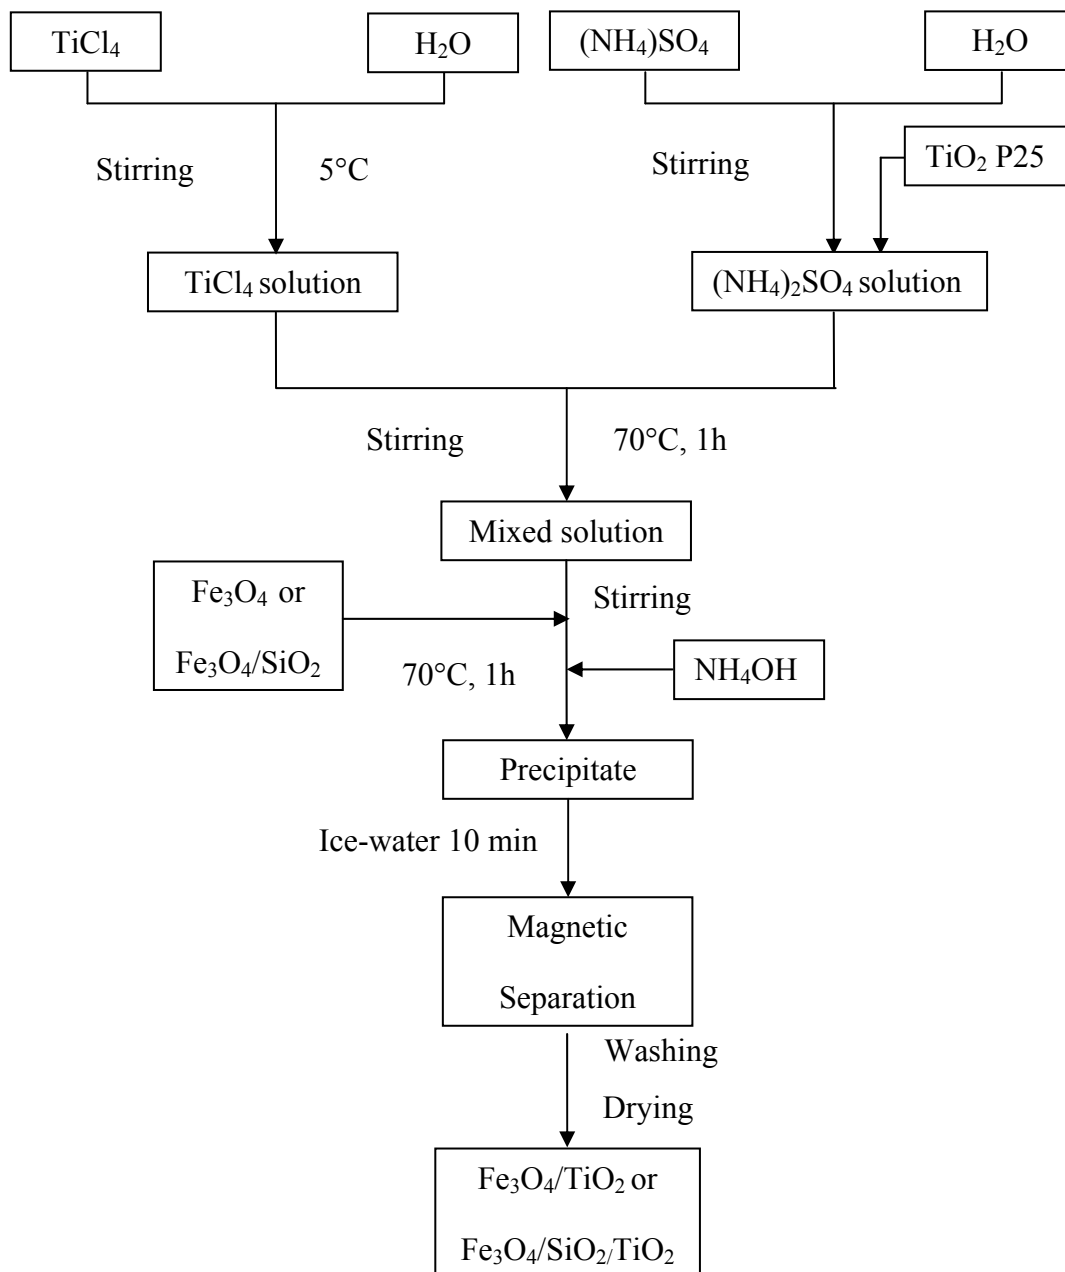 TiCl₄
H₂O
(NH₄)SO₄
H₂O
Stirring
5°C
Stirring
TiO₂ P25
TiCl₄ solution
(NH₄)₂SO₄ solution
Stirring
70°C, 1h
Mixed solution
Fe₃O₄ or
Fe₃O₄/SiO₂
Stirring
70°C, 1h
NH₄OH
Precipitate
Ice-water 10 min
Magnetic
Separation
Washing
Drying
Fe₃O₄/TiO₂ or
Fe₃O₄/SiO₂/TiO₂